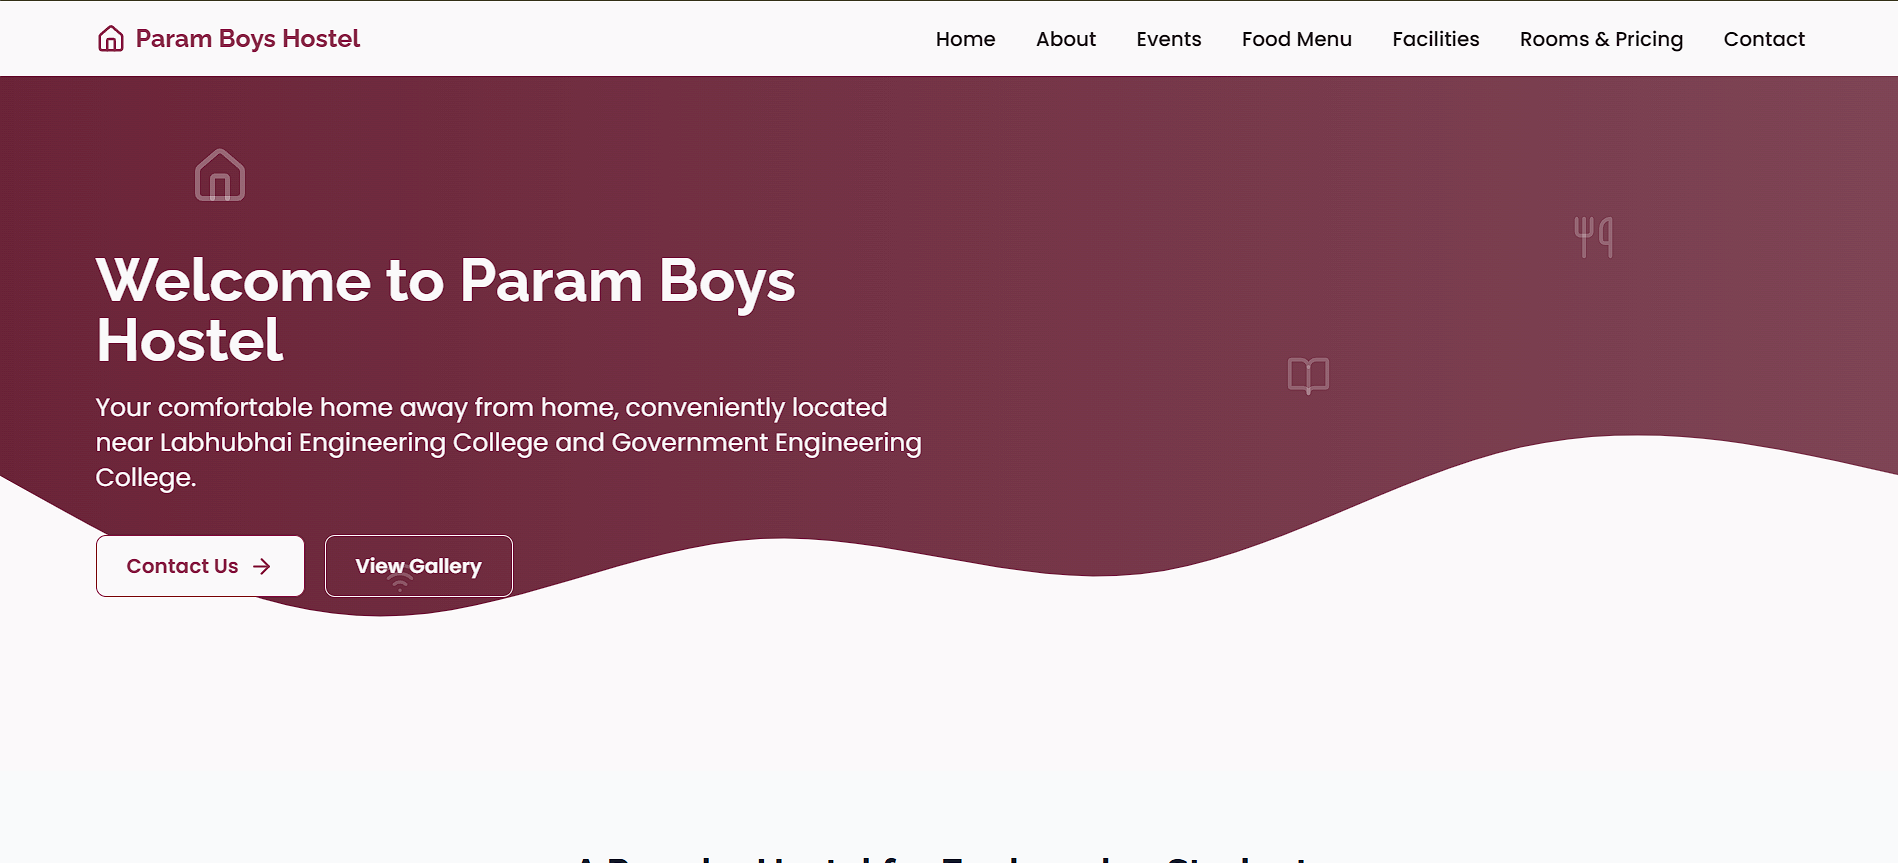 Param Boys Hostel
Home About Events Food Menu Facilities Rooms & Pricing Contact
Welcome to Param Boys
Hostel
Your comfortable home away from home, conveniently located
near Labhubhai Engineering College and Government Engineering
College.
Contact Us
View Gallery